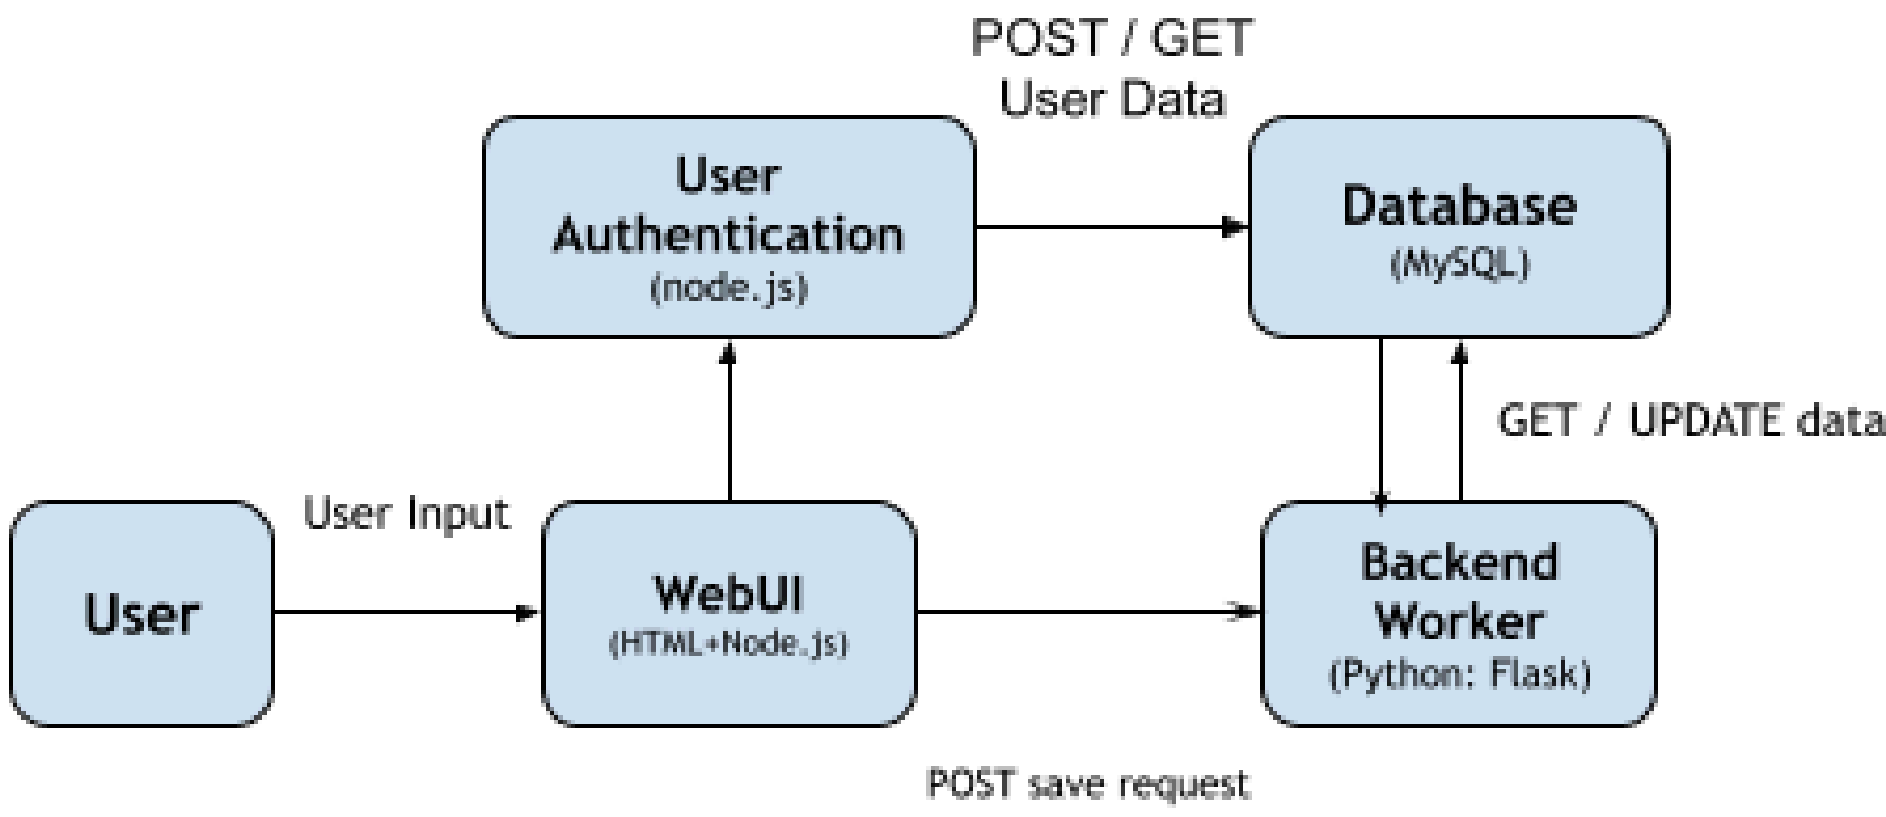 POST / GET
User Data
User
Authentication
(node.js)
Database
(MySQL)
GET / UPDATE data
User Input
User
WebUI
(HTML+Node.js)
Backend
Worker
(Python: Flask)
POST save request